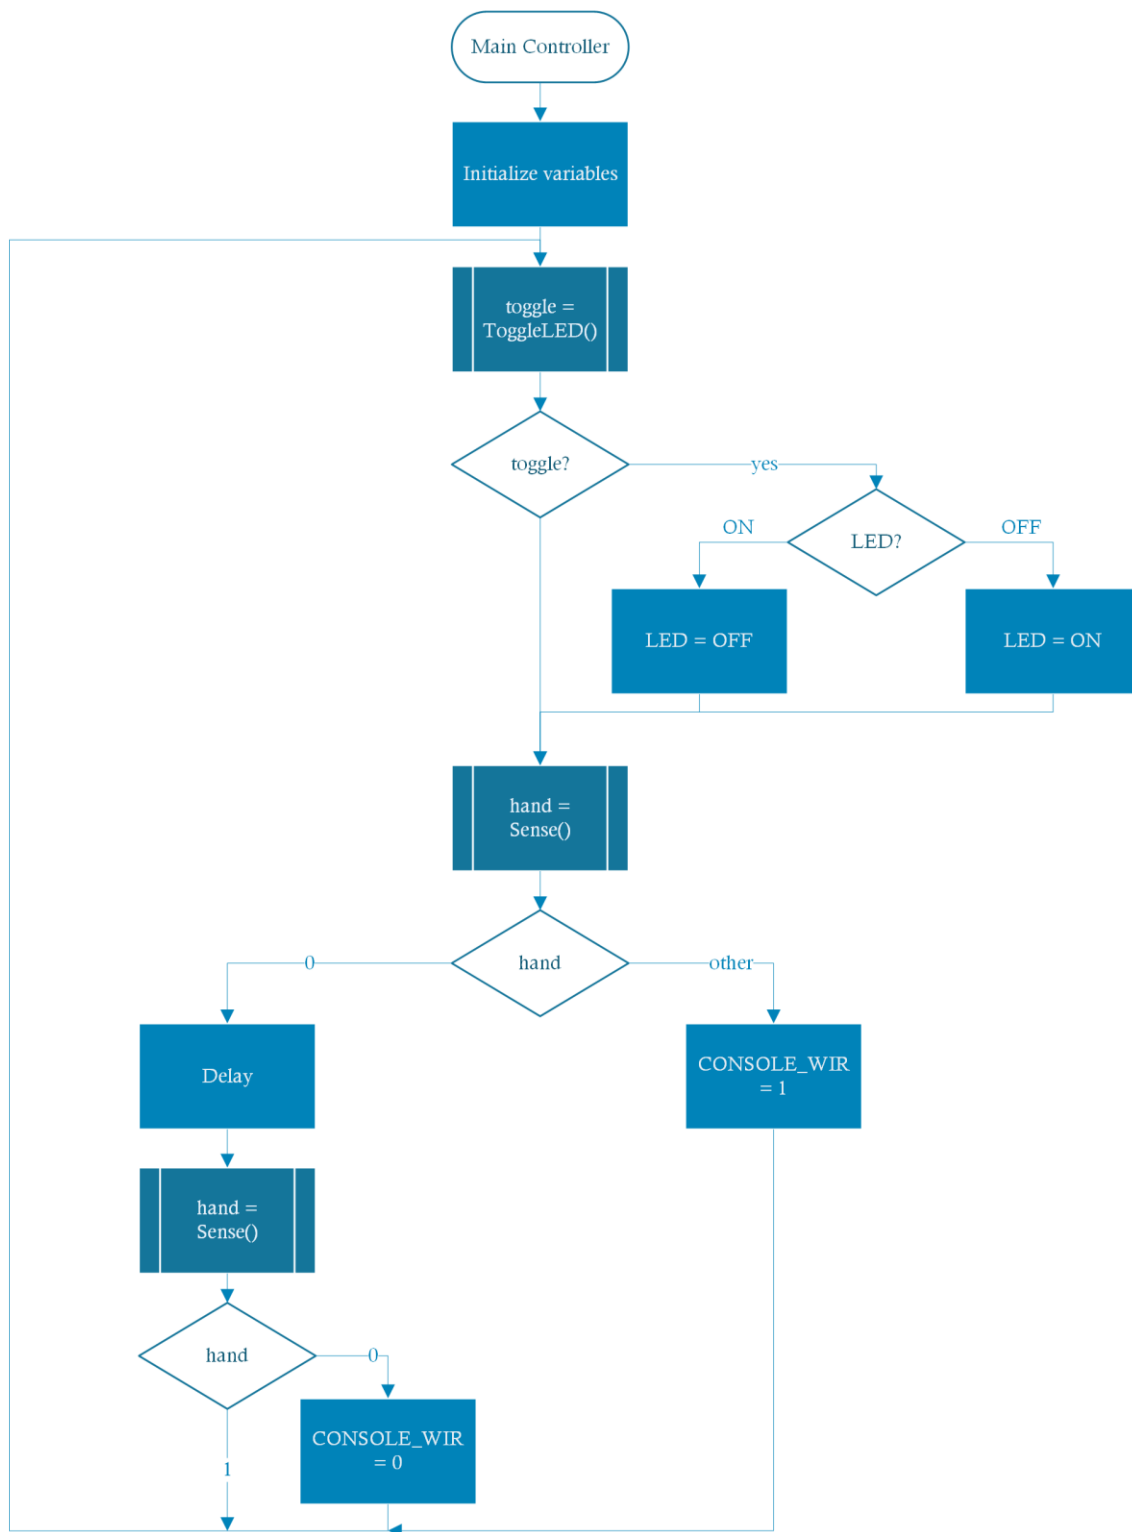 Main Controller
Initialize variables
toggle =
ToggleLED()
toggle?
yes
LED?
ON
OFF
LED = OFF
LED = ON
hand =
Sense()
hand
0
other
Delay
CONSOLE_WIR
= 1
hand =
Sense()
hand
0
CONSOLE_WIR
= 0
1